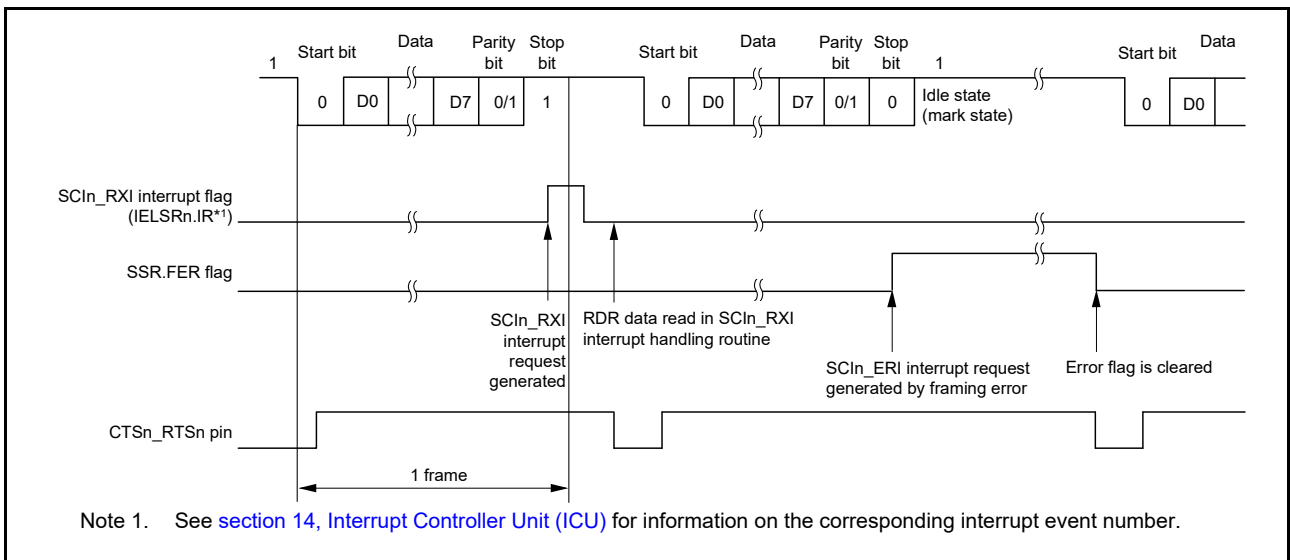 Start bit
Data
Parity bit
Stop bit
Start bit
Data
Parity bit
Stop bit
Start bit
Data
1
0
D0
D7
0/1
1
0
D0
D7
0/1
0
1
Idle state
(mark state)
0
D0
SCIn_RXI interrupt flag
(IELSRn.IR*1)
SSR.FER flag
SCIn_RXI
interrupt
request
generated
RDR data read in SCIn_RXI
interrupt handling routine
SCIn_ERI interrupt request
generated by framing error
Error flag is cleared
CTSn_RTSn pin
1 frame
Note 1. See section 14, Interrupt Controller Unit (ICU) for information on the corresponding interrupt event number.